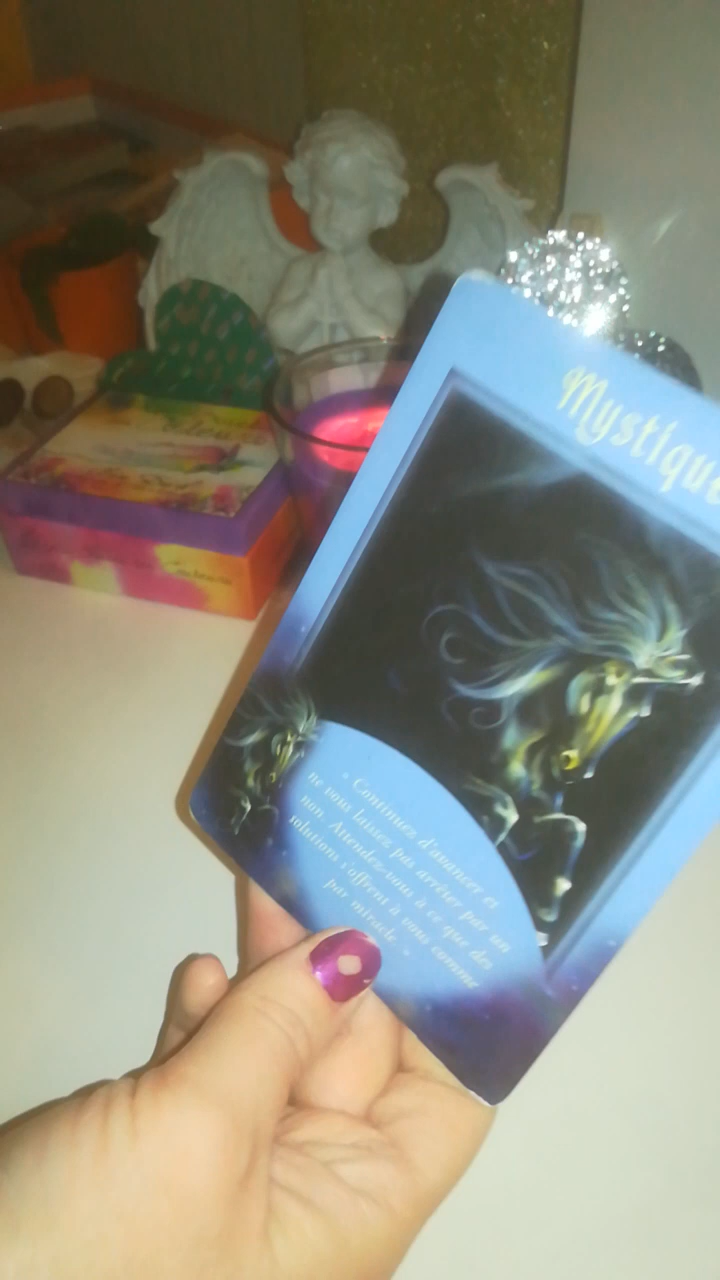 Mystique
« Continuez d'avancer et
ne vous laissez pas arrêter par un
non. Attendez-vous à ce que des
solutions s'offrent à vous comme
par miracle. »